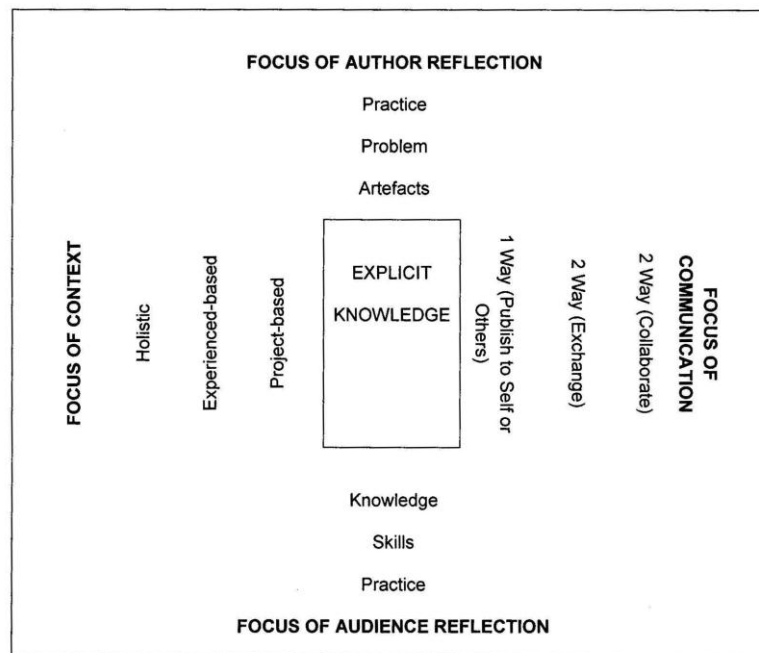 FOCUS OF AUTHOR REFLECTION
Practice
Problem
Artefacts
FOCUS OF CONTEXT
Holistic
Experienced-based
Project-based
EXPLICIT
KNOWLEDGE
1 Way (Publish to Self or
Others)
2 Way (Exchange)
2 Way (Collaborate)
FOCUS OF
COMMUNICATION
Knowledge
Skills
Practice
FOCUS OF AUDIENCE REFLECTION